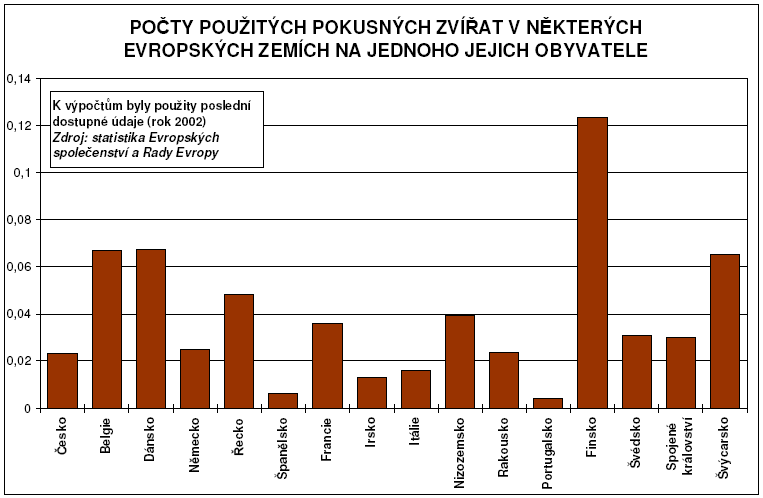 POČTY POUŽITÝCH POKUSNÝCH ZVÍŘAT V NĚKTERÝCH
EVROPSKÝCH ZEMÍCH NA JEDNOHO JEJICH OBYVATELE
0,14
0,12
0,1
0,08
0,06
0,04
0,02
0
K výpočtům byly použity poslední
dostupné údaje (rok 2002)
Zdroj: statistika Evropských
společenství a Rady Evropy
Česko
Belgie
Dánsko
Německo
Řecko
Španělsko
Francie
Irsko
Itálie
Nizozemsko
Rakousko
Portugalsko
Finsko
Švédsko
Spojené
království
Švýcarsko